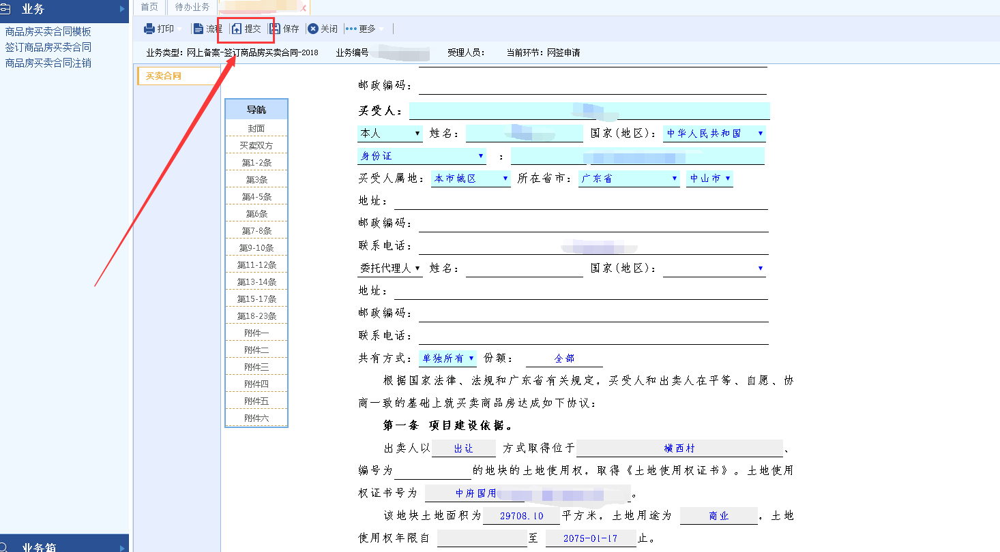 业务
商品房买卖合同模板
签订商品房买卖合同
商品房买卖合同注销
业务箱
首页 待办业务
打印 流程 提交 保存 关闭 更多
业务类型: 网上备案-签订商品房买卖合同-2018 业务编号 受理人员: 当前环节: 网签申请
买卖合同
导航
封面
买卖双方
第1-2条
第3条
第4-5条
第6条
第7-8条
第9-10条
第11-12条
第13-14条
第15-17条
第18-23条
附件一
附件二
附件三
附件四
附件五
附件六
邮政编码:
买受人:
本人 姓名: 国家(地区): 中华人民共和国
身份证 :
买受人属地: 本市城区 所在省市: 广东省 中山市
地址:
邮政编码:
联系电话:
委托代理人 姓名: 国家(地区):
地址:
邮政编码:
联系电话:
共有方式: 单独所有 份额: 全部
根据国家法律、法规和广东省有关规定,买受人和出卖人在平等、自愿、协
商一致的基础上就买卖商品房达成如下协议:
第一条 项目建设依据。
出卖人以 出让 方式取得位于 横西村 、
编号为 的地块的土地使用权,取得《土地使用权证书》。土地使用
权证书号为 中府国用 。
该地块土地面积为 29708.10 平方米,土地用途为 商业 ,土地
使用权年限自 至 2075-01-17 止。